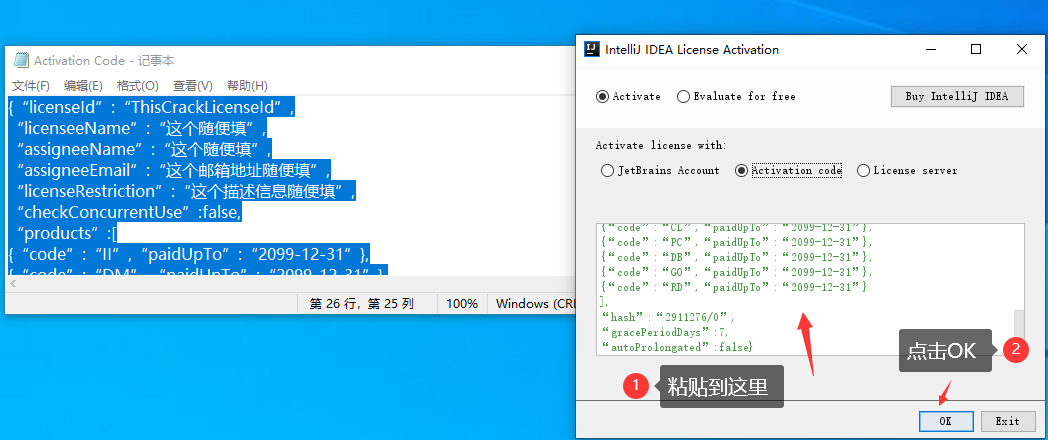 Activation Code - 记事本
文件(F) 编辑(E) 格式(O) 查看(V) 帮助(H)
{“licenseId”:“ThisCrackLicenseId”,
“licenseeName”:“这个随便填”,
“assigneeName”:“这个随便填”,
“assigneeEmail”:“这个邮箱地址随便填”,
“licenseRestriction”:“这个描述信息随便填”,
“checkConcurrentUse”:false,
“products”:[
{“code”:“II”,“paidUpTo”:“2099-12-31”},
{“code”:“DM”,“paidUpTo”:“2099-12-31”}
第 26 行，第 25 列 100% Windows (CRL
IJ IntelliJ IDEA License Activation
Activate Evaluate for free Buy IntelliJ IDEA
Activate license with:
JetBrains Account Activation code License server
{“code”:“CL”,“paidUpTo”:“2099-12-31”},
{“code”:“PC”,“paidUpTo”:“2099-12-31”},
{“code”:“DB”,“paidUpTo”:“2099-12-31”},
{“code”:“GO”,“paidUpTo”:“2099-12-31”},
{“code”:“RD”,“paidUpTo”:“2099-12-31”}
],
“hash”:“2911276/0”,
“gracePeriodDays”:7,
“autoProlongated”:false}
点击OK 2
1 粘贴到这里
OK Exit